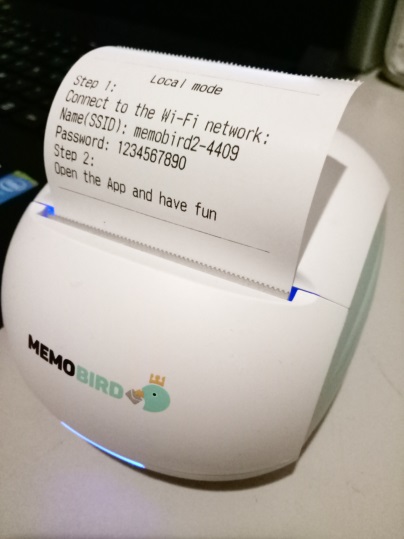 Local mode
Step 1:
Connect to the Wi-Fi network:
Name(SSID): memobird2-4409
Password: 1234567890
Step 2:
Open the App and have fun
MEMOBIRD